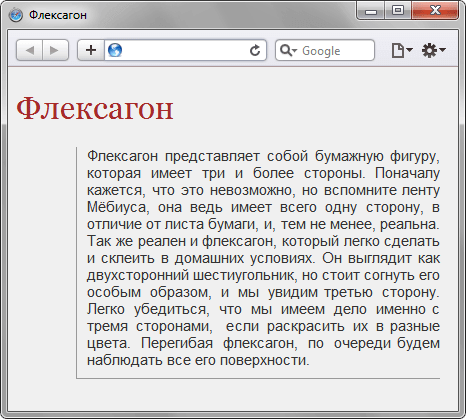 Флексагон
Google
Флексагон
Флексагон представляет собой бумажную фигуру,
которая имеет три и более стороны. Поначалу
кажется, что это невозможно, но вспомните ленту
Мёбиуса, она ведь имеет всего одну сторону, в
отличие от листа бумаги, и, тем не менее, реальна.
Так же реален и флексагон, который легко сделать
и склеить в домашних условиях. Он выглядит как
двухсторонний шестиугольник, но стоит согнуть его
особым образом, и мы увидим третью сторону.
Легко убедиться, что мы имеем дело именно с
тремя сторонами, если раскрасить их в разные
цвета. Перегибая флексагон, по очереди будем
наблюдать все его поверхности.